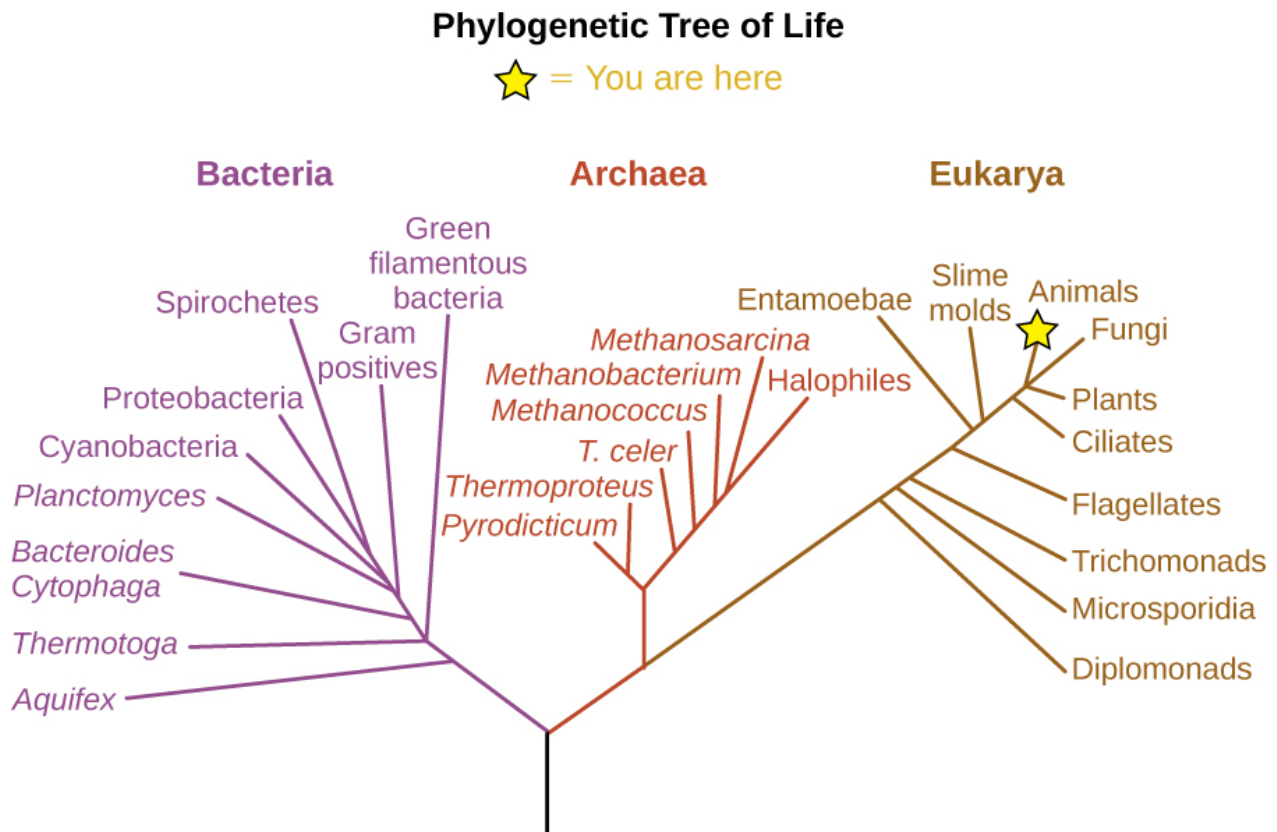 Phylogenetic Tree of Life
= You are here
Bacteria
Archaea
Eukarya
Green
filamentous
bacteria
Spirochetes
Gram
positives
Proteobacteria
Cyanobacteria
Planctomyces
Bacteroides
Cytophaga
Thermotoga
Aquifex
Methanosarcina
Methanobacterium
Halophiles
Methanococcus
T. celer
Thermoproteus
Pyrodicticum
Entamoebae
Slime
molds
Animals
Fungi
Plants
Ciliates
Flagellates
Trichomonads
Microsporidia
Diplomonads